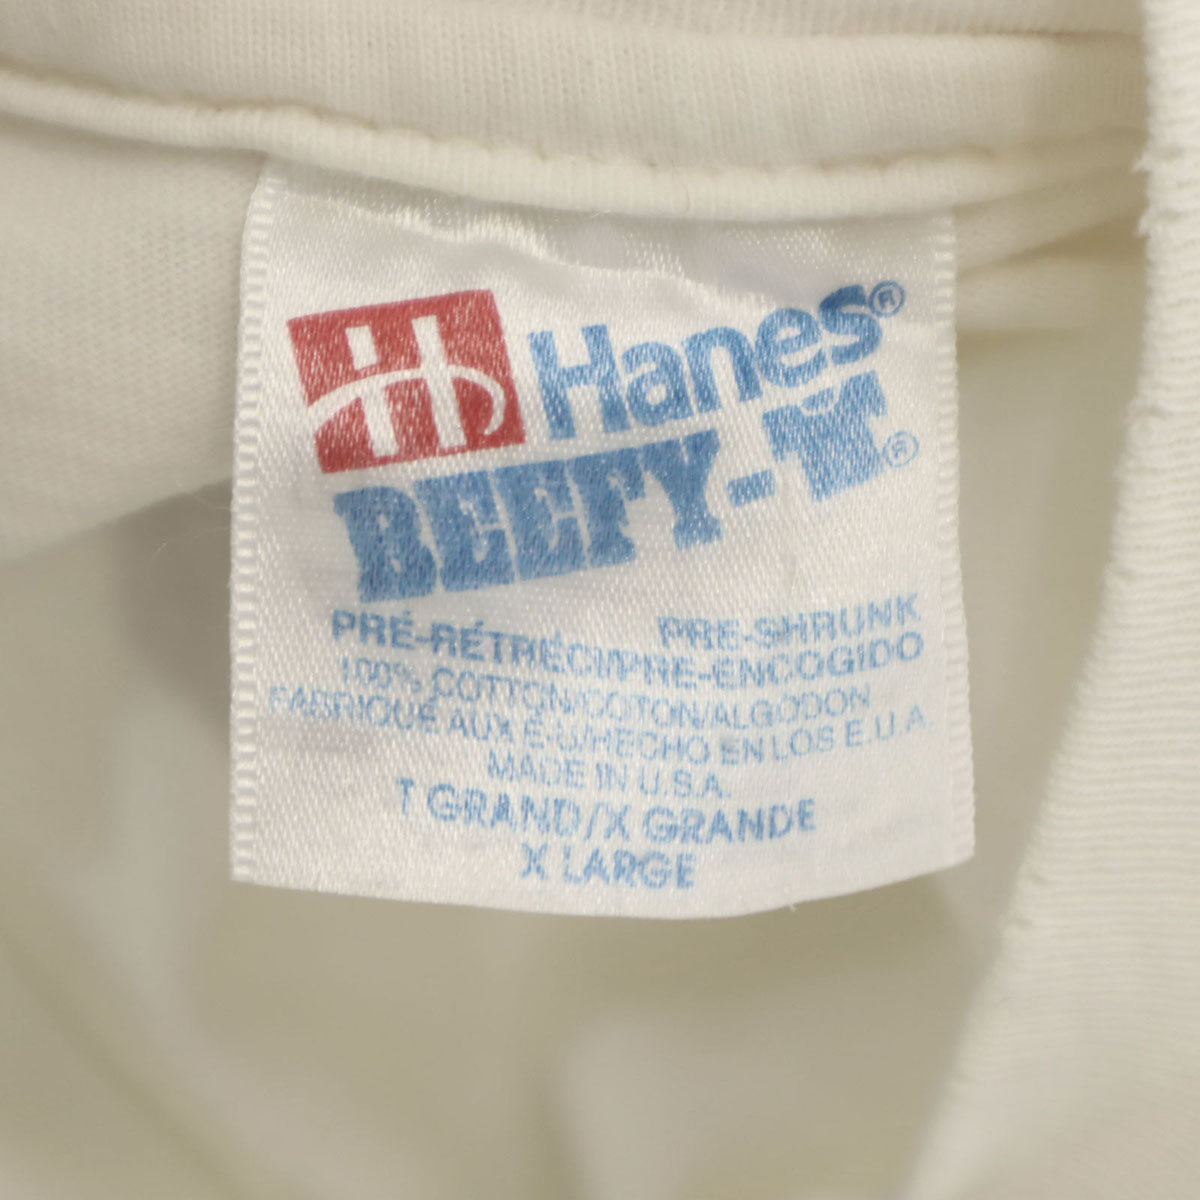 Hanes®
BEEFY-T®
PRE-SHRUNK
PRÉ-RÉTRÉCI/PRE-ENCOGIDO
100% COTTON/COTON/ALGODON
FABRIQUÉ AUX É-U/HECHO EN LOS E.U.A.
MADE IN U.S.A.
T GRAND/X GRANDE
X LARGE